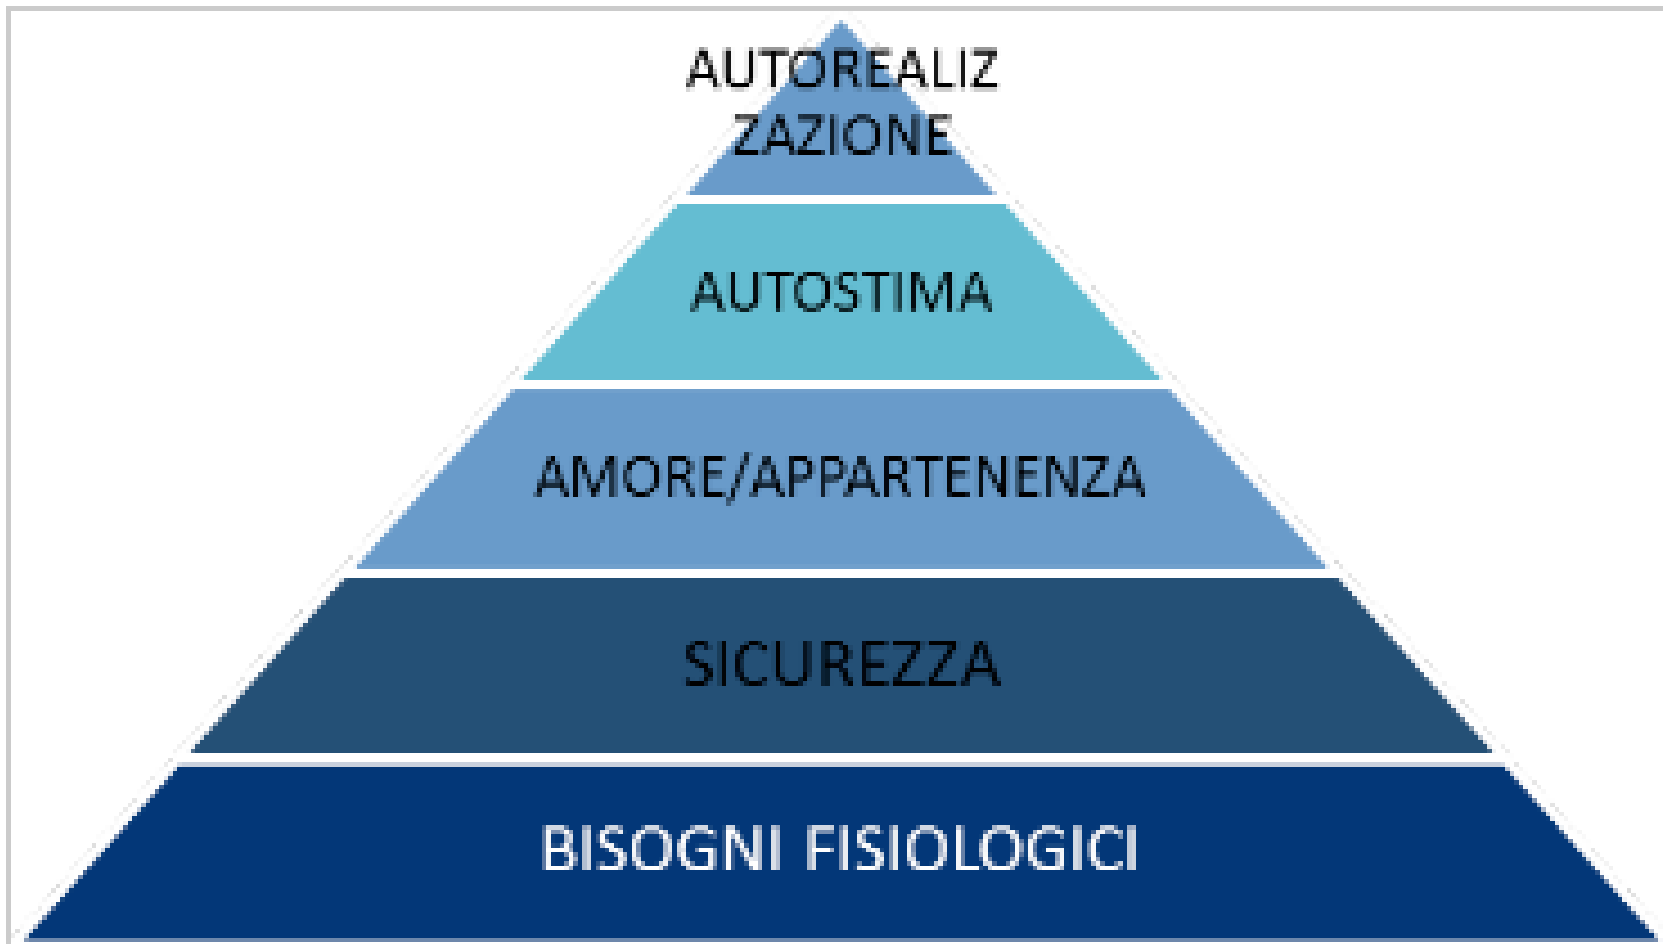 AUTOREALIZ
ZAZIONE
AUTOSTIMA
AMORE/APPARTENENZA
SICUREZZA
BISOGNI FISIOLOGICI